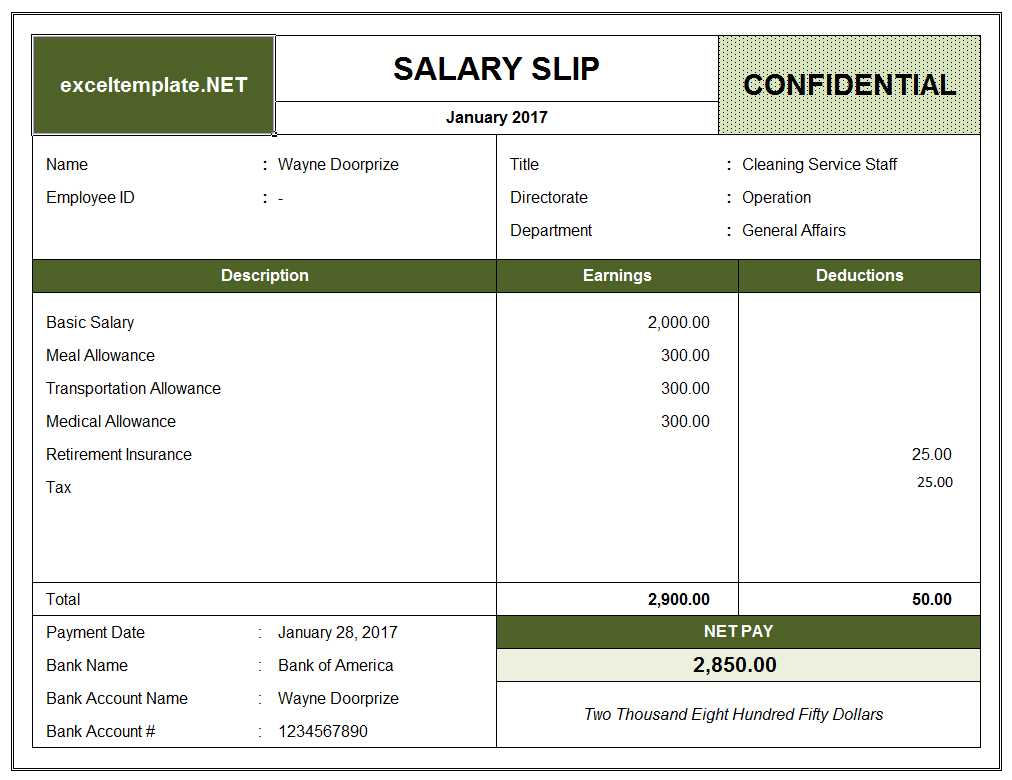 exceltemplate.NET
SALARY SLIP
CONFIDENTIAL
January 2017
Name : Wayne Doorprize
Title : Cleaning Service Staff
Employee ID : -
Directorate : Operation
Department : General Affairs
Description Earnings Deductions
Basic Salary 2,000.00
Meal Allowance 300.00
Transportation Allowance 300.00
Medical Allowance 300.00
Retirement Insurance 25.00
Tax 25.00
Total 2,900.00 50.00
Payment Date : January 28, 2017
NET PAY
Bank Name : Bank of America
2,850.00
Bank Account Name : Wayne Doorprize
Two Thousand Eight Hundred Fifty Dollars
Bank Account # : 1234567890